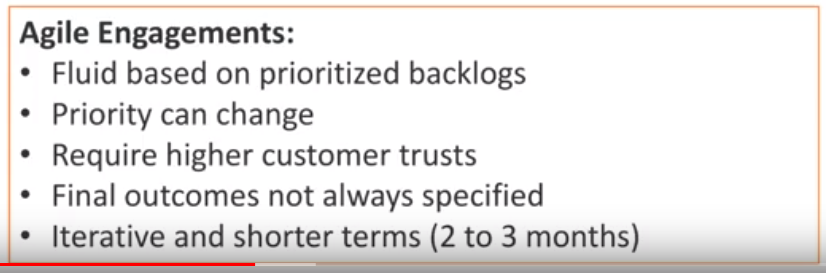 Agile Engagements:
• Fluid based on prioritized backlogs
• Priority can change
• Require higher customer trusts
• Final outcomes not always specified
• Iterative and shorter terms (2 to 3 months)